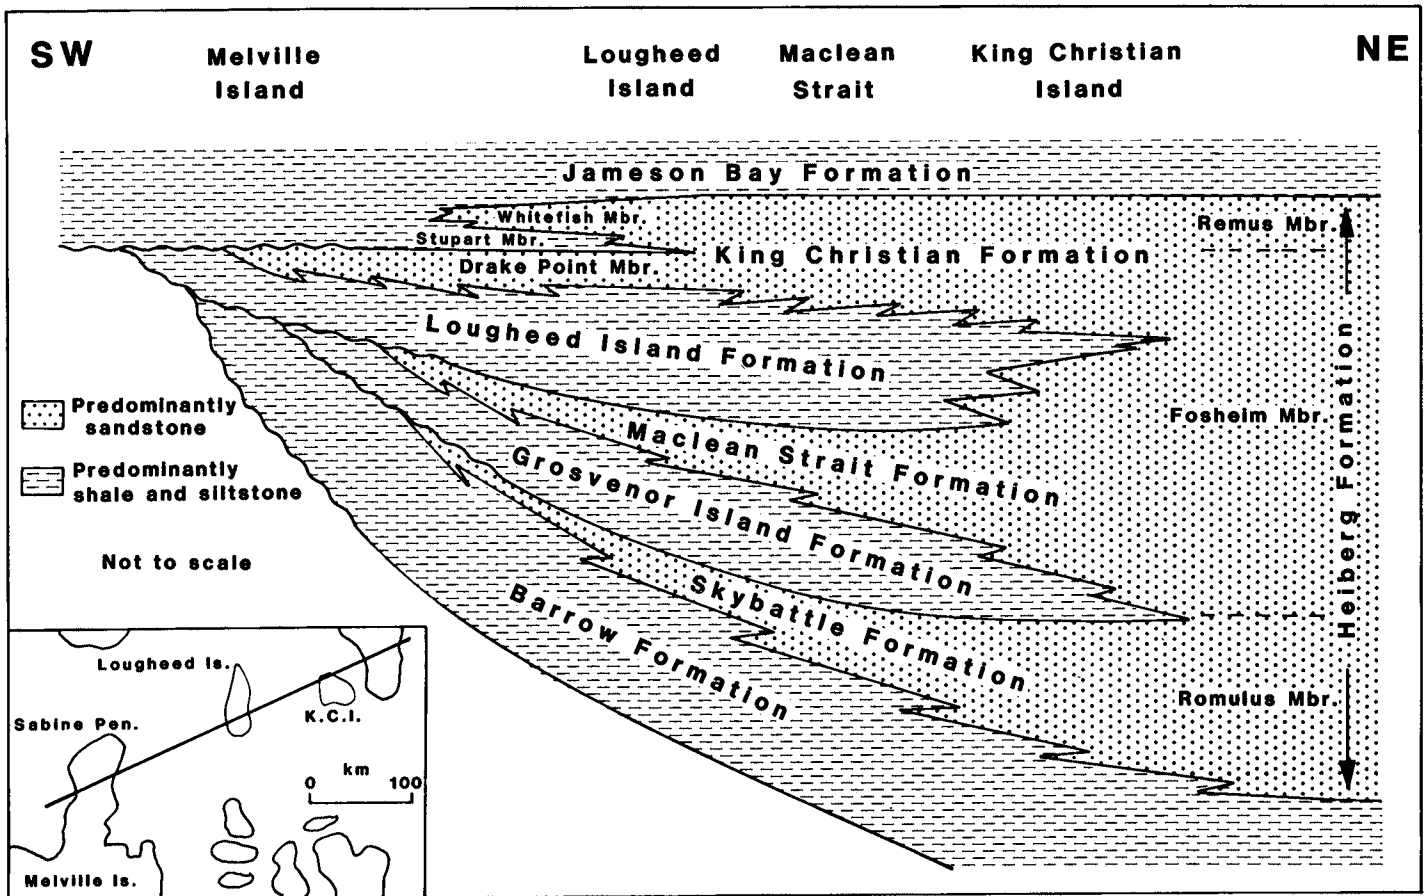 SW
Melville
Island
Lougheed
Island
Maclean
Strait
King Christian
Island
NE
Jameson Bay Formation
Whitefish Mbr.
Stupart Mbr.
Drake Point Mbr.
King Christian Formation
Remus Mbr.
Lougheed Island Formation
Fosheim Mbr.
Heiberg Formation
Maclean Strait Formation
Grosvenor Island Formation
Skybattle Formation
Barrow Formation
Romulus Mbr.
Predominantly
sandstone
Predominantly
shale and siltstone
Not to scale
Lougheed Is.
K.C.I.
Sabine Pen.
km
0 100
Melville Is.